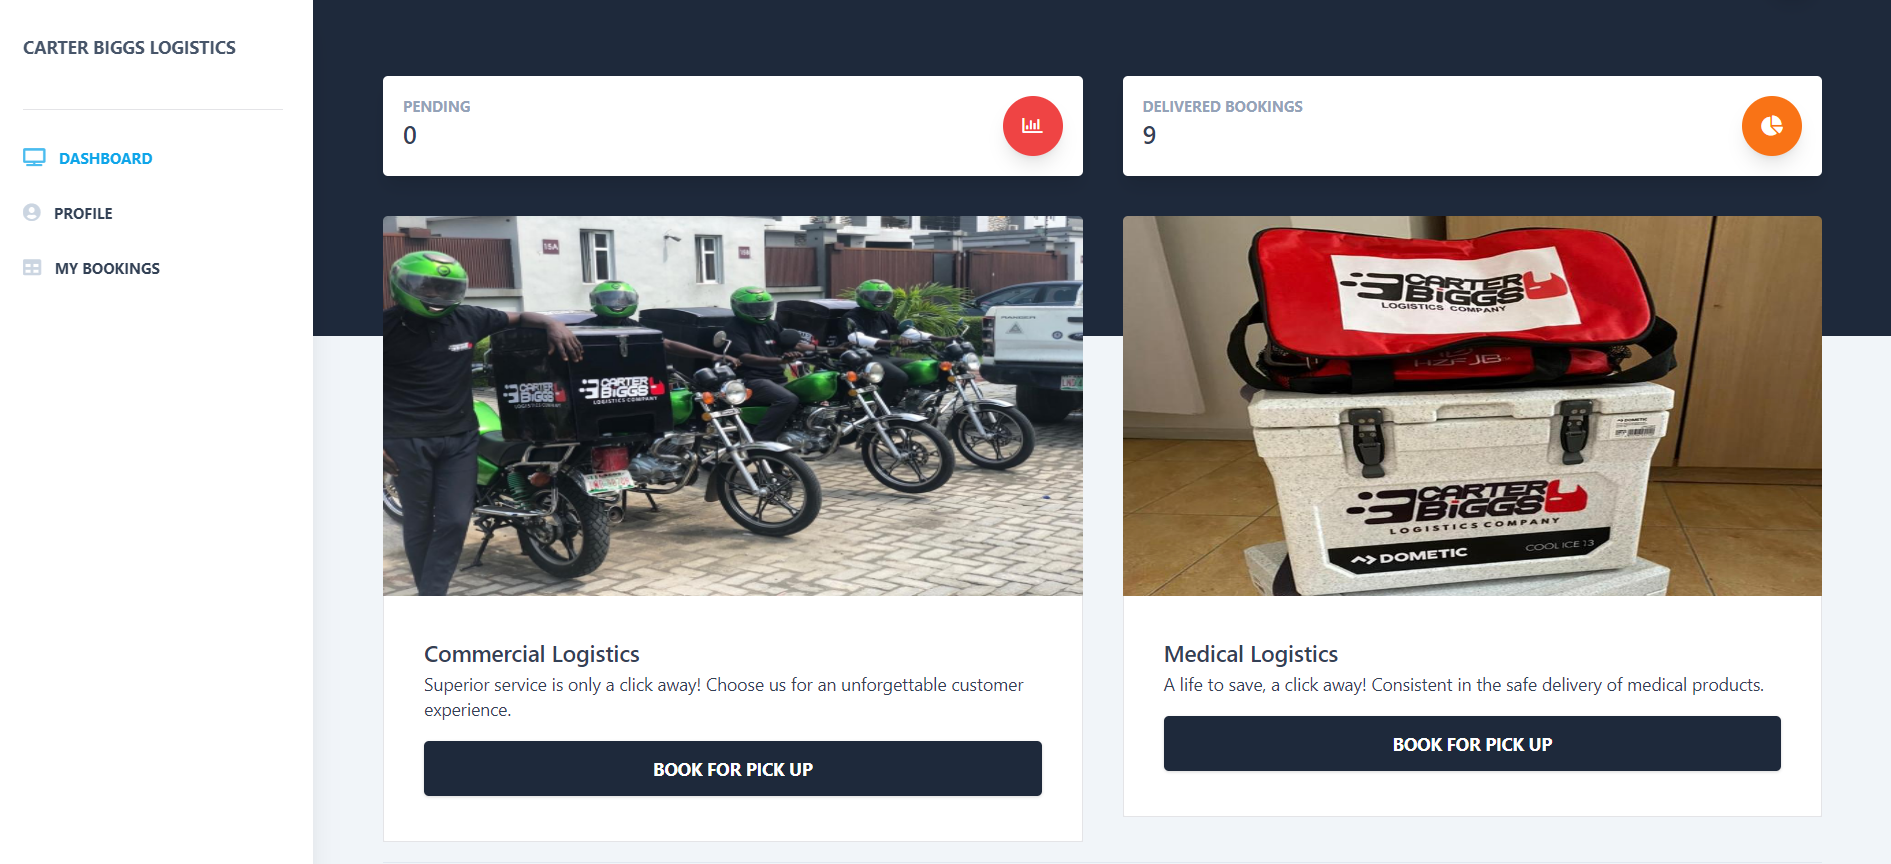 CARTER BIGGS LOGISTICS
DASHBOARD
PROFILE
MY BOOKINGS
PENDING
0
DELIVERED BOOKINGS
9
15A
CARTER
BIGGS
LOGISTICS COMPANY
CARTER
BIGGS
LOGISTICS COMPANY
CARTER
BIGGS
LOGISTICS COMPANY
HZFJB
DOMETIC
CARTER
BIGGS
LOGISTICS COMPANY
DOMETIC
COOL ICE 13
Commercial Logistics
Superior service is only a click away! Choose us for an unforgettable customer
experience.
BOOK FOR PICK UP
Medical Logistics
A life to save, a click away! Consistent in the safe delivery of medical products.
BOOK FOR PICK UP